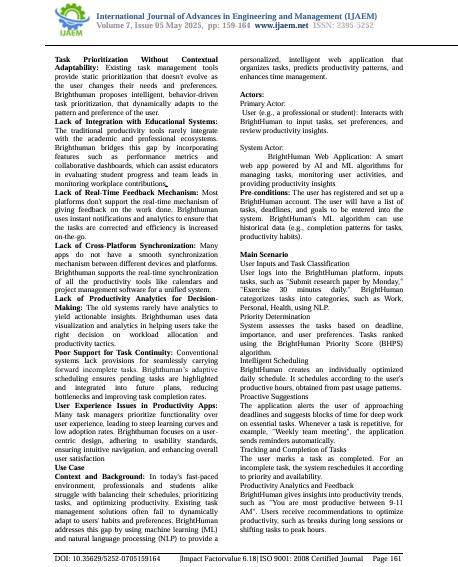 International Journal of Advances in Engineering and Management (IJAEM)
Volume 7, Issue 05 May 2025, pp: 159-164 www.ijaem.net ISSN: 2395-5252
IJAEM
Task Prioritization Without Contextual
Adaptability: Existing task management tools
provide static prioritization that doesn't evolve as
the user changes their needs and preferences.
Brighthuman proposes intelligent, behavior-driven
task prioritization, that dynamically adapts to the
pattern and preference of the user.
Lack of Integration with Educational Systems:
The traditional productivity tools rarely integrate
with the academic and professional ecosystems.
Brighthuman bridges this gap by incorporating
features such as performance metrics and
collaborative dashboards, which can assist educators
in evaluating student progress and team leads in
monitoring workload contributions.
Lack of Real-Time Feedback Mechanism: Most
platforms don't support the real-time mechanism of
giving feedback on the work done. Brighthuman
uses instant notifications and analytics to ensure that
the tasks are corrected and efficiency is increased
on-the-go.
Lack of Cross-Platform Synchronization: Many
apps do not have a smooth synchronization
mechanism between different devices and platforms.
Brighthuman supports the real-time synchronization
of all the productivity tools like calendars and
project management software for a unified system.
Lack of Productivity Analytics for Decision-
Making: The old systems rarely have analytics to
yield actionable insights. Brighthuman uses data
visualization and analytics in helping users take the
right decision on workload allocation and
productivity tactics.
Poor Support for Task Continuity: Conventional
systems lack provisions for seamlessly carrying
forward incomplete tasks. Brighthuman's adaptive
scheduling ensures pending tasks are highlighted
and integrated into future plans, reducing
bottlenecks and improving task completion rates.
User Experience Issues in Productivity Apps:
Many task managers prioritize functionality over
user experience, leading to steep learning curves and
low adoption rates. Brighthuman focuses on a user-
centric design, adhering to usability standards,
ensuring intuitive navigation, and enhancing overall
user satisfaction
Use Case
Context and Background: In today's fast-paced
environment, professionals and students alike
struggle with balancing their schedules, prioritizing
tasks, and optimizing productivity. Existing task
management solutions often fail to dynamically
adapt to users' habits and preferences. BrightHuman
addresses this gap by using machine learning (ML)
and natural language processing (NLP) to provide a
personalized, intelligent web application that
organizes tasks, predicts productivity patterns, and
enhances time management.
Actors:
Primary Actor:
User (e.g., a professional or student): Interacts with
BrightHuman to input tasks, set preferences, and
review productivity insights.
System Actor:
BrightHuman Web Application: A smart
web app powered by AI and ML algorithms for
managing tasks, monitoring user activities, and
providing productivity insights
Pre-conditions: The user has registered and set up a
BrightHuman account. The user will have a list of
tasks, deadlines, and goals to be entered into the
system. BrightHuman's ML algorithm can use
historical data (e.g., completion patterns for tasks,
productivity habits).
Main Scenario
User Inputs and Task Classification
User logs into the BrightHuman platform, inputs
tasks, such as "Submit research paper by Monday,"
"Exercise 30 minutes daily." BrightHuman
categorizes tasks into categories, such as Work,
Personal, Health, using NLP.
Priority Determination
System assesses the tasks based on deadline,
importance, and user preferences. Tasks ranked
using the BrightHuman Priority Score (BHPS)
algorithm.
Intelligent Scheduling
BrightHuman creates an individually optimized
daily schedule. It schedules according to the user's
productive hours, obtained from past usage patterns.
Proactive Suggestions
The application alerts the user of approaching
deadlines and suggests blocks of time for deep work
on essential tasks. Whenever a task is repetitive, for
example, "Weekly team meeting", the application
sends reminders automatically.
Tracking and Completion of Tasks
The user marks a task as completed. For an
incomplete task, the system reschedules it according
to priority and availability.
Productivity Analytics and Feedback
BrightHuman gives insights into productivity trends,
such as "You are most productive between 9-11
AM". Users receive recommendations to optimize
productivity, such as breaks during long sessions or
shifting tasks to peak hours.
DOI: 10.35629/5252-0705159164 |Impact Factorvalue 6.18| ISO 9001: 2008 Certified Journal Page 161